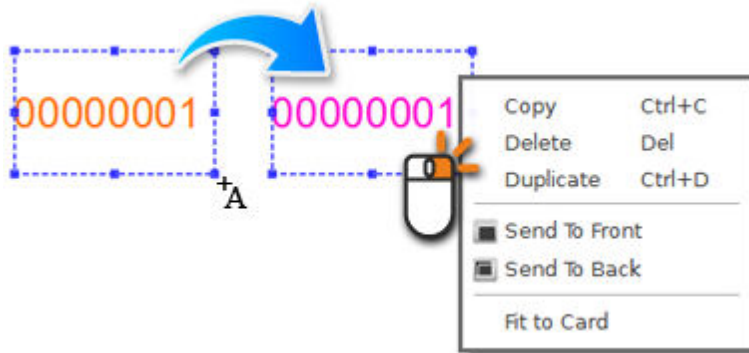 00000001 00000001
A
Copy Ctrl+C
Delete Del
Duplicate Ctrl+D
Send To Front
Send To Back
Fit to Card